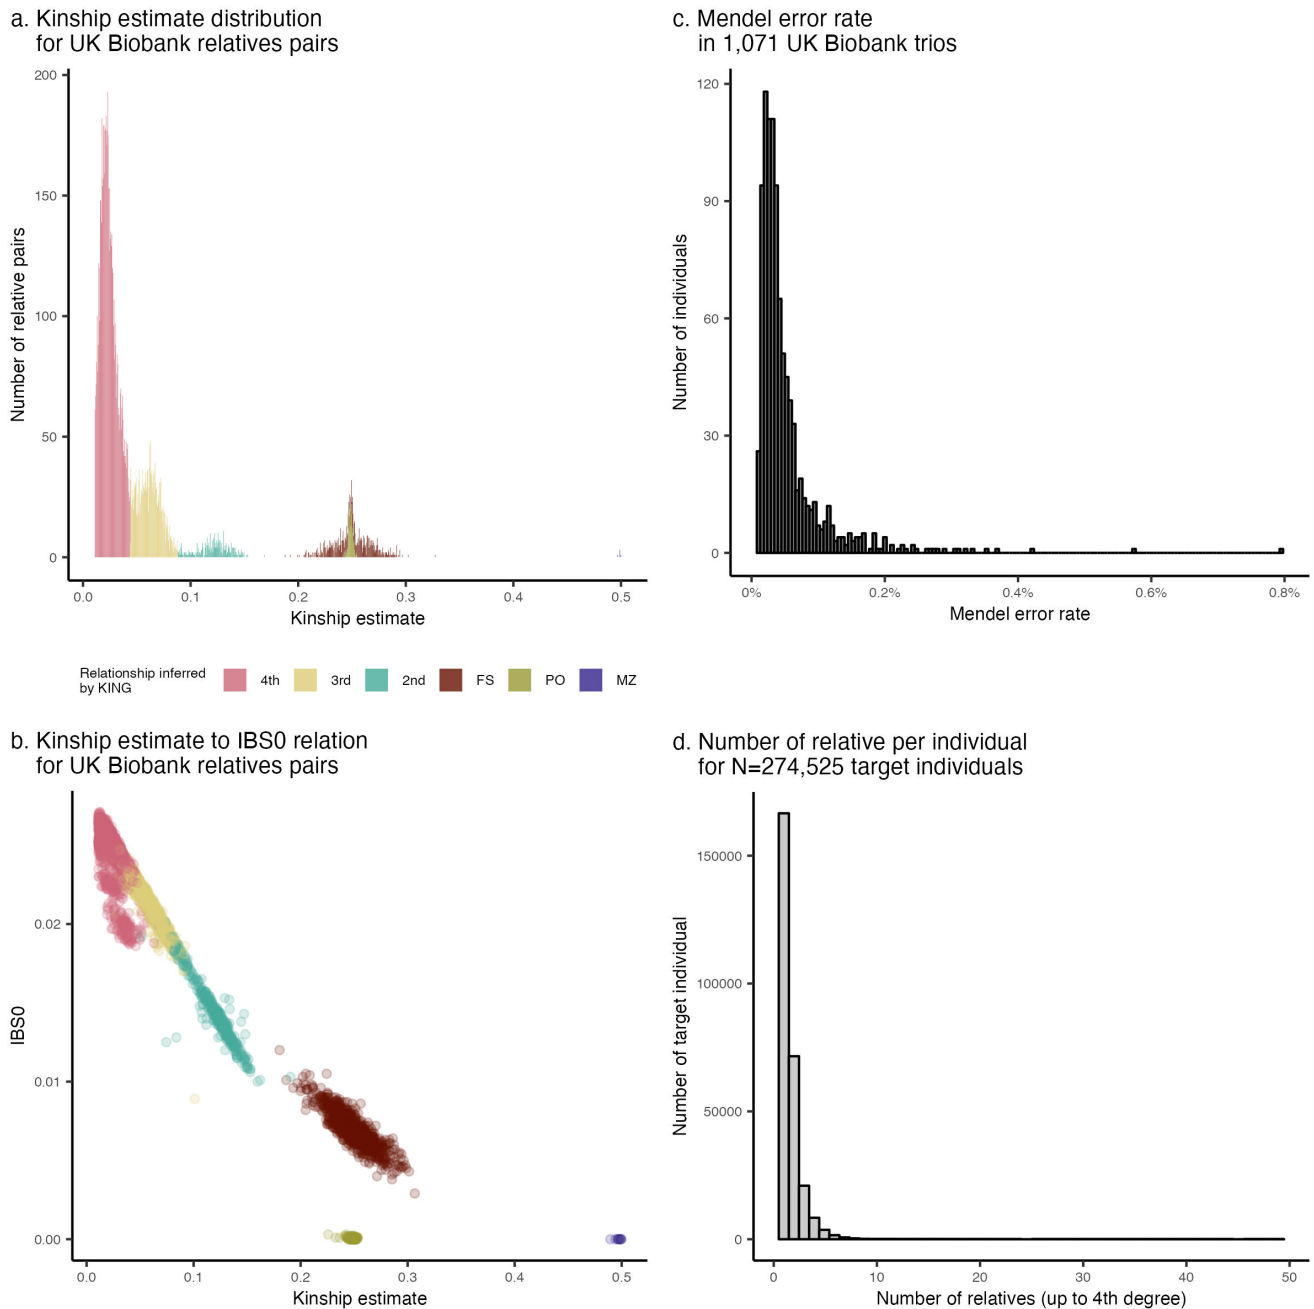 a. Kinship estimate distribution
for UK Biobank relatives pairs
200
150
100
50
0
Number of relative pairs
0.0 0.1 0.2 0.3 0.4 0.5
Kinship estimate
Relationship inferred
by KING
4th 3rd 2nd FS PO MZ
c. Mendel error rate
in 1,071 UK Biobank trios
120
90
60
30
0
Number of individuals
0% 0.2% 0.4% 0.6% 0.8%
Mendel error rate
b. Kinship estimate to IBS0 relation
for UK Biobank relatives pairs
0.02
0.01
0.00
IBS0
0.0 0.1 0.2 0.3 0.4 0.5
Kinship estimate
d. Number of relative per individual
for N=274,525 target individuals
150000
100000
50000
0
Number of target individual
0 10 20 30 40 50
Number of relatives (up to 4th degree)